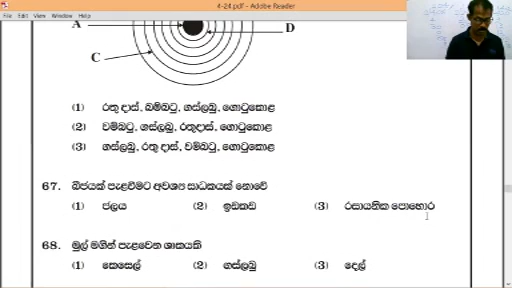 4-24.pdf - Adobe Reader
File Edit View Window Help
A
D
C
(1) රතු දාස්, බම්බටු, ගස්ලබු, ගොටුකොළ
(2) වම්බටු, ගස්ලබු, රතුදාස්, ගොටුකොළ
(3) ගස්ලබු, රතු දාස්, වම්බටු, ගොටුකොළ
67. බීජයක් පැළවීමට අවශ්‍ය සාධකයක් නොවේ
(1) ජලය (2) ඉඩකඩ (3) රසායනික පොහොර
68. මුල් මගින් පැළවෙන ශාකයකි
(1) කෙසෙල් (2) ගස්ලබු (3) දෙල්